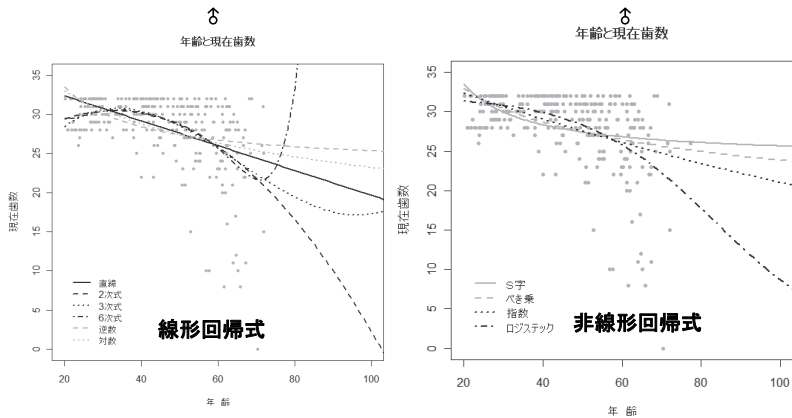 ♂
年齢と現在歯数
現在歯数
35
30
25
20
15
10
5
0
直線
2次式
3次式
6次式
逆数
対数
線形回帰式
20
40
60
80
100
年 齢
♂
年齢と現在歯数
現在歯数
35
30
25
20
15
10
5
0
S字
べき乗
指数
ロジステック
非線形回帰式
20
40
60
80
100
年 齢